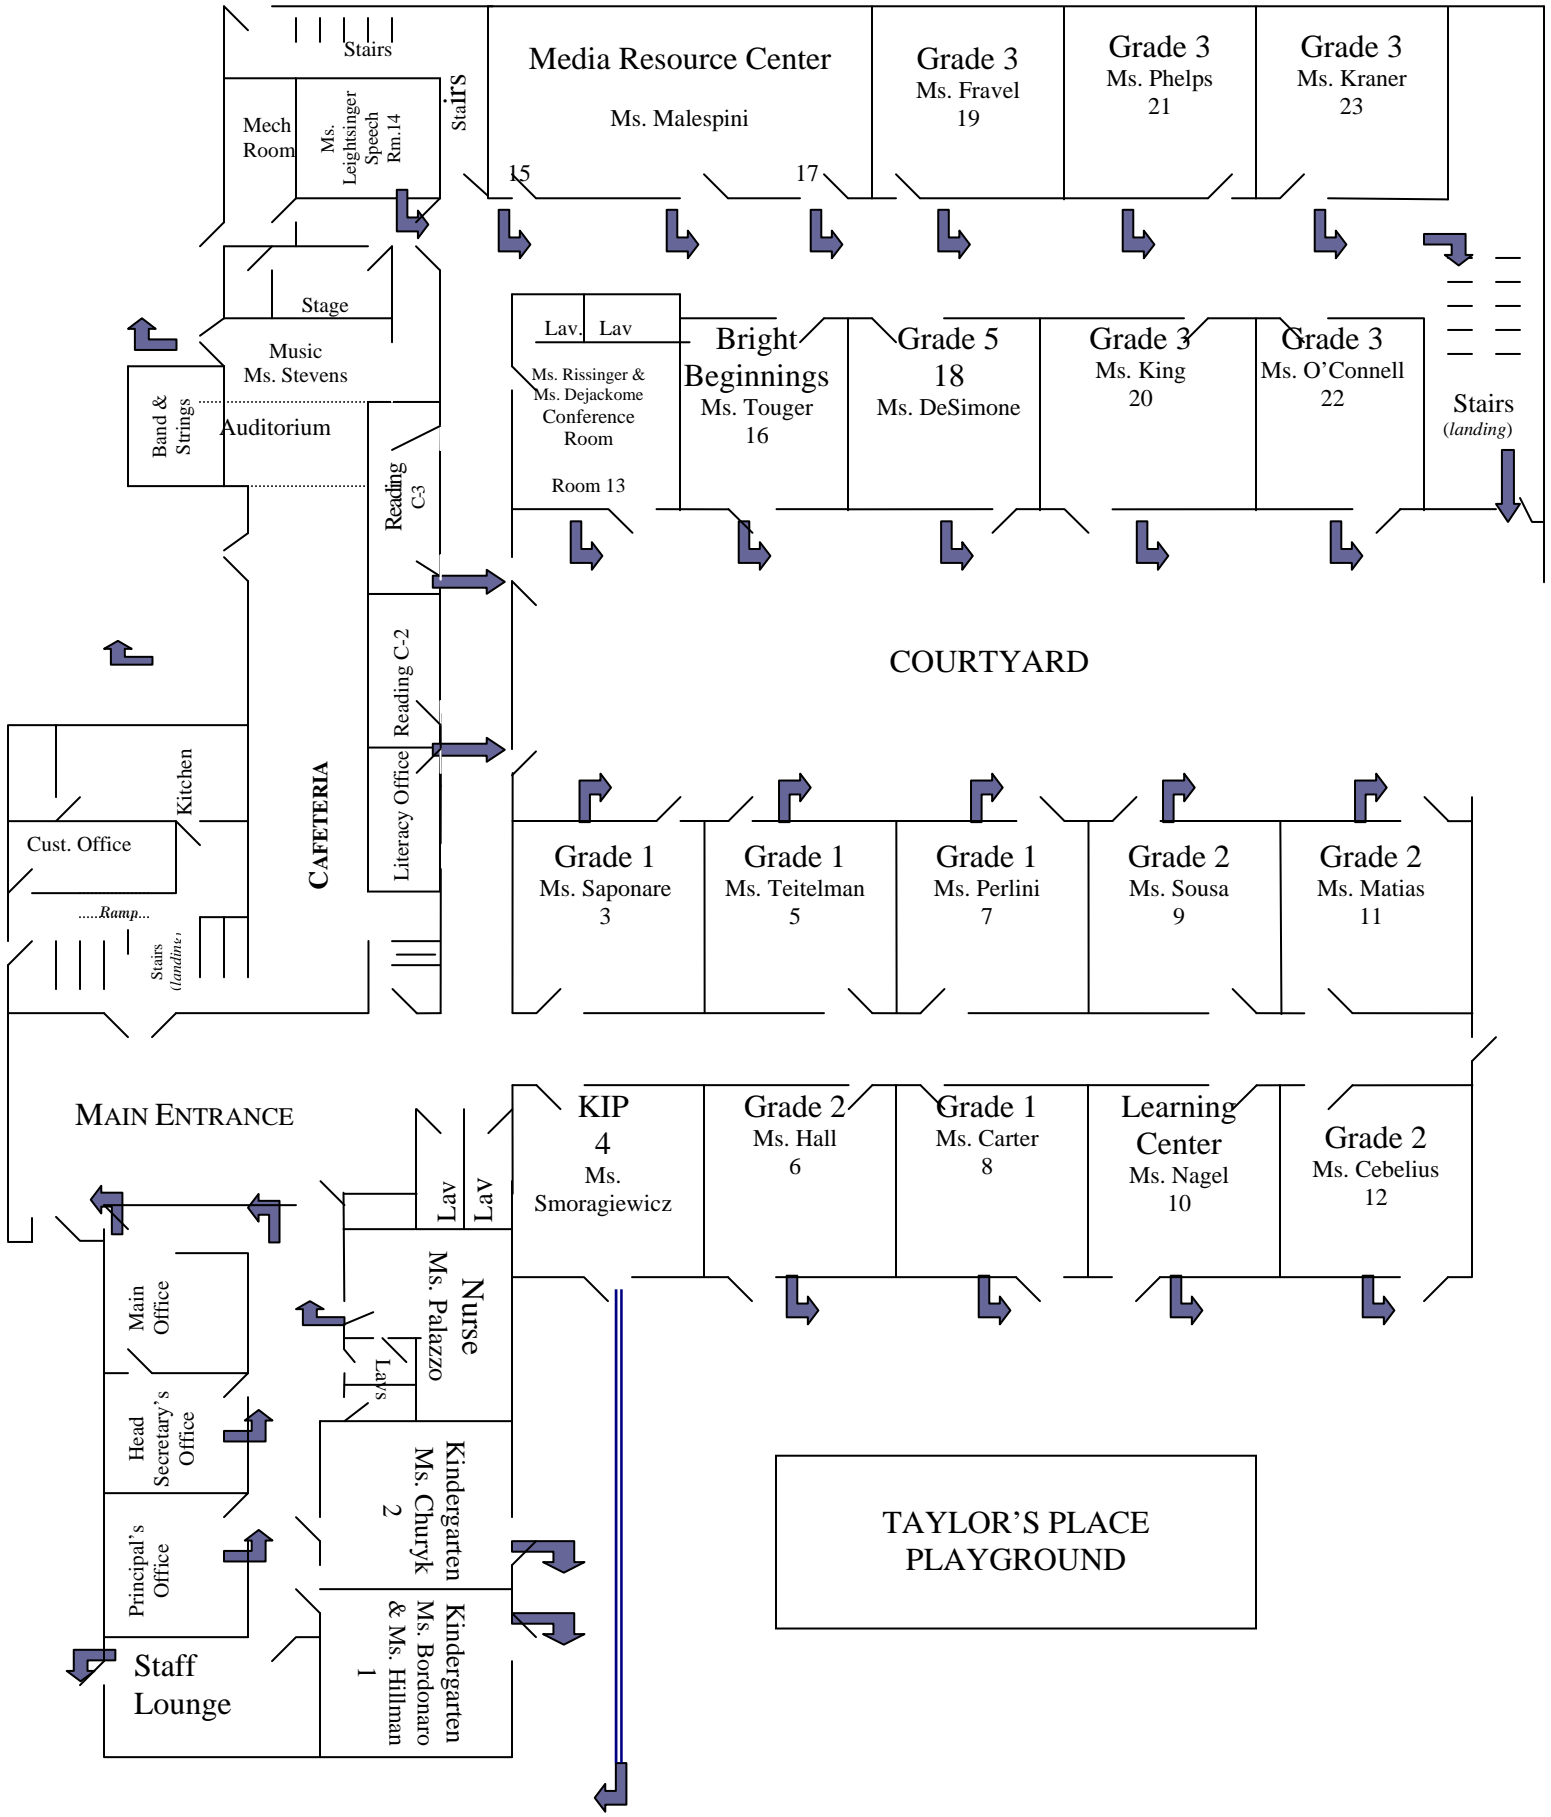 Stairs
Stairs
Media Resource Center
Ms. Malespini
15
17
Grade 3
Ms. Fravel
19
Grade 3
Ms. Phelps
21
Grade 3
Ms. Kraner
23
Mech
Room
Ms.
Leightsinger
Speech
Rm.14
Stage
Music
Ms. Stevens
Band &
Strings
Auditorium
Reading
C-3
Lav.
Lav
Ms. Rissinger &
Ms. Dejackome
Conference
Room
Room 13
Bright
Beginnings
Ms. Touger
16
Grade 5
18
Ms. DeSimone
Grade 3
Ms. King
20
Grade 3
Ms. O'Connell
22
Stairs
(landing)
COURTYARD
Reading C-2
Literacy Office
CAFETERIA
Kitchen
Cust. Office
......Ramp...
Stairs
(landing)
Grade 1
Ms. Saponare
3
Grade 1
Ms. Teitelman
5
Grade 1
Ms. Perlini
7
Grade 2
Ms. Sousa
9
Grade 2
Ms. Matias
11
MAIN ENTRANCE
Lav
Lav
KIP
4
Ms.
Smoragiewicz
Grade 2
Ms. Hall
6
Grade 1
Ms. Carter
8
Learning
Center
Ms. Nagel
10
Grade 2
Ms. Cebelius
12
Main
Office
Nurse
Ms. Palazzo
Lavs
Head
Secretary's
Office
Kindergarten
Ms. Churyk
2
Principal's
Office
Kindergarten
Ms. Bordonaro
& Ms. Hillman
1
Staff
Lounge
TAYLOR'S PLACE
PLAYGROUND